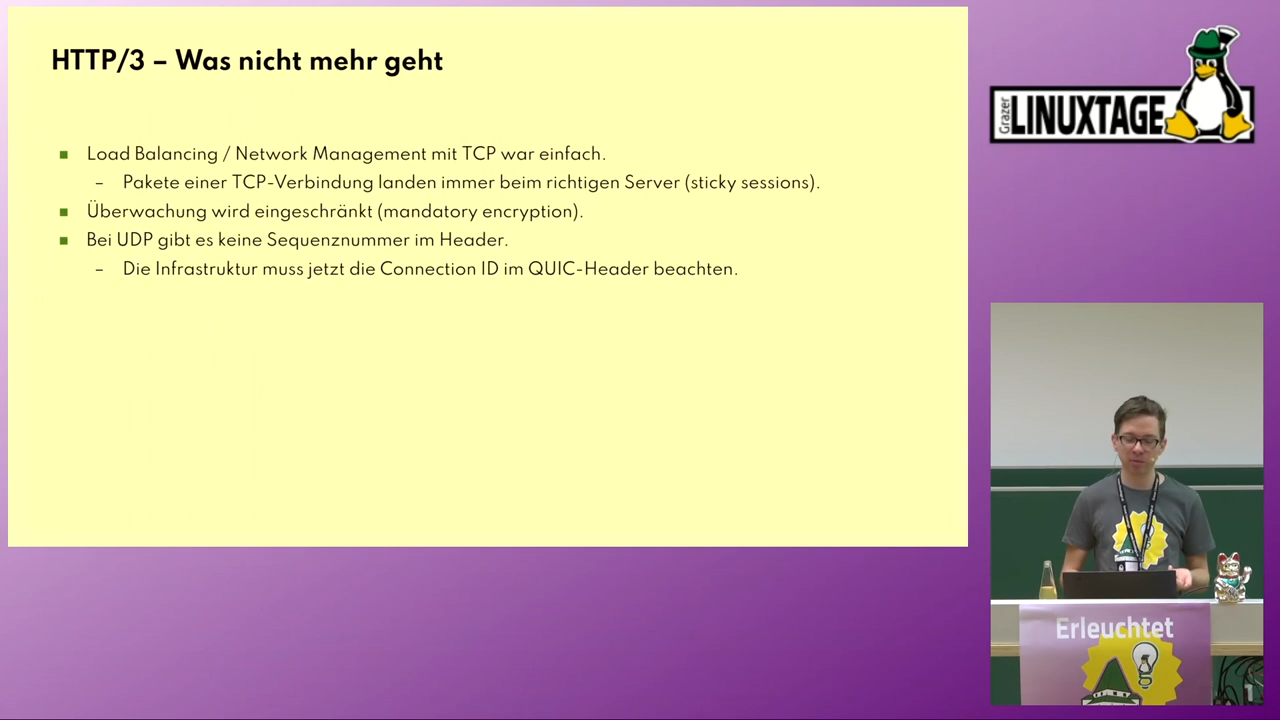 HTTP/3 – Was nicht mehr geht
Load Balancing / Network Management mit TCP war einfach.
– Pakete einer TCP-Verbindung landen immer beim richtigen Server (sticky sessions).
Überwachung wird eingeschränkt (mandatory encryption).
Bei UDP gibt es keine Sequenznummer im Header.
– Die Infrastruktur muss jetzt die Connection ID im QUIC-Header beachten.
Grazer
LINUXTAGE
Erleuchtet